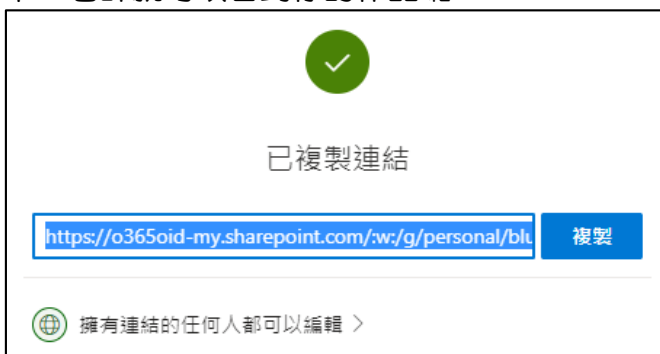 已複製連結
https://o365oid-my.sharepoint.com/:w:/g/personal/blu
複製
擁有連結的任何人都可以編輯 >